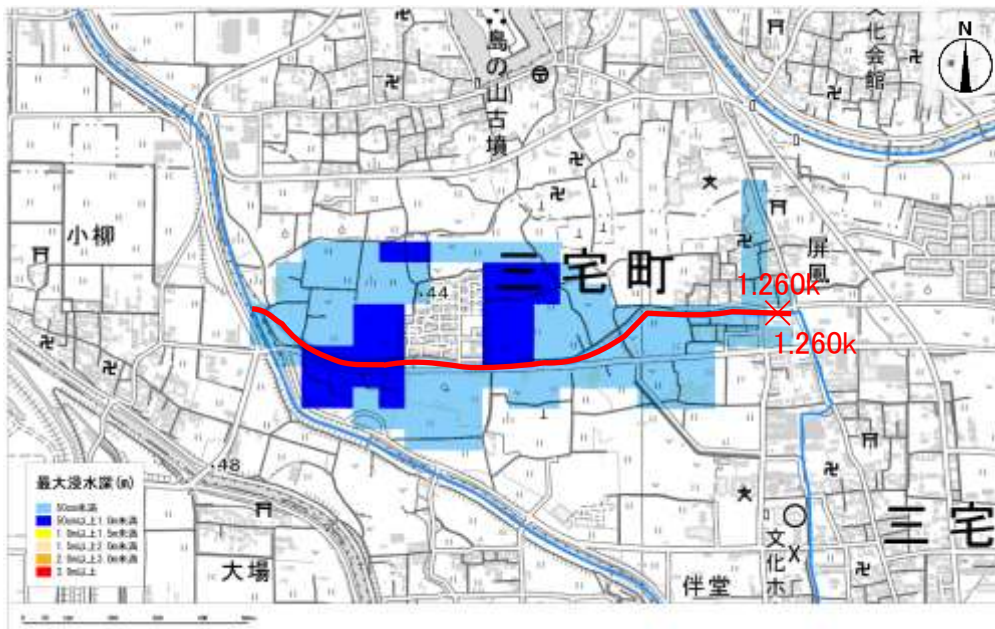 島の山古墳
文化会館
N
小柳
屏風
三宅町
1.260k
・44
1.260k
・48
最大浸水深(m)
50cm未満
50cm以上1.0m未満
1.0m以上1.5m未満
1.5m以上2.0m未満
2.0m以上3.0m未満
3.0m以上
三宅
大場
文化ホ
伴堂